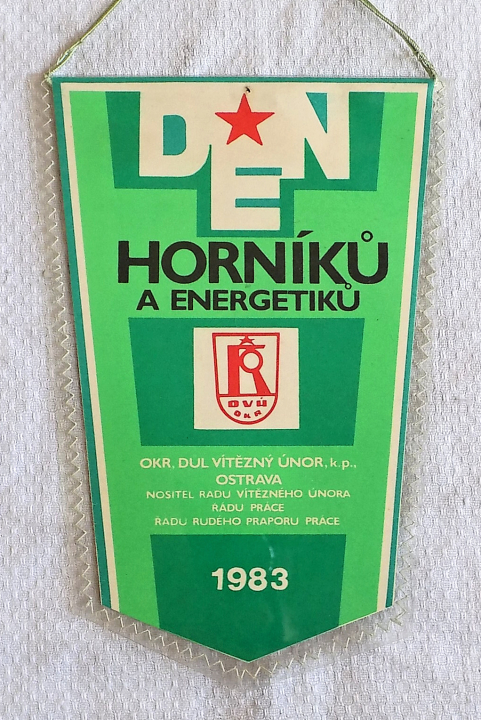 DEN
HORNÍKŮ
A ENERGETIKŮ
DVÚ
OKR
OKR, DŮL VÍTĚZNÝ ÚNOR, k.p.,
OSTRAVA
NOSITEL ŘÁDU VÍTĚZNÉHO ÚNORA
ŘÁDU PRÁCE
ŘÁDU RUDÉHO PRAPORU PRÁCE
1983